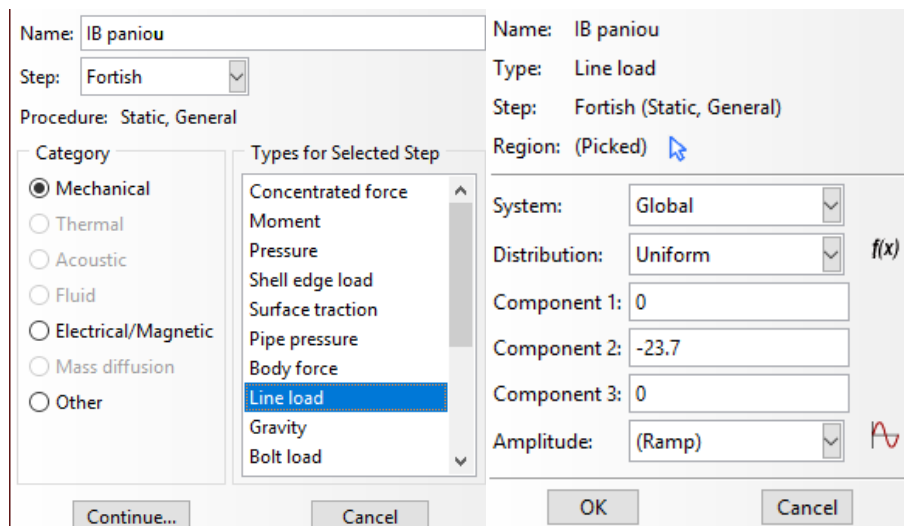 Name: IB paniou
Step: Fortish
Procedure: Static, General
Category
Mechanical
Thermal
Acoustic
Fluid
Electrical/Magnetic
Mass diffusion
Other
Types for Selected Step
Concentrated force
Moment
Pressure
Shell edge load
Surface traction
Pipe pressure
Body force
Line load
Gravity
Bolt load
Continue... Cancel
Name: IB paniou
Type: Line load
Step: Fortish (Static, General)
Region: (Picked)
System: Global
Distribution: Uniform f(x)
Component 1: 0
Component 2: -23.7
Component 3: 0
Amplitude: (Ramp)
OK Cancel